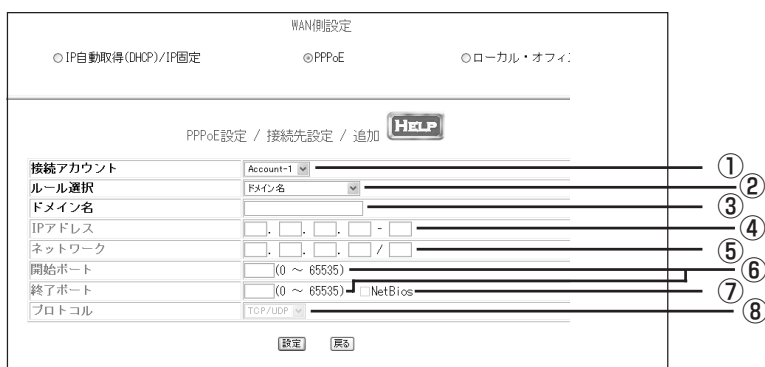 WAN側設定
IP自動取得(DHCP)/IP固定 PPPoE ローカル・オフィ
PPPoE設定 / 接続先設定 / 追加 HELP
接続アカウント Account-1 ①
ルール選択 ドメイン名 ②
ドメイン名 ③
IPアドレス . . . - ④
ネットワーク . . . / ⑤
開始ポート (0 ~ 65535) ⑥
終了ポート (0 ~ 65535) NetBios ⑦
プロトコル TCP/UDP ⑧
設定 戻る